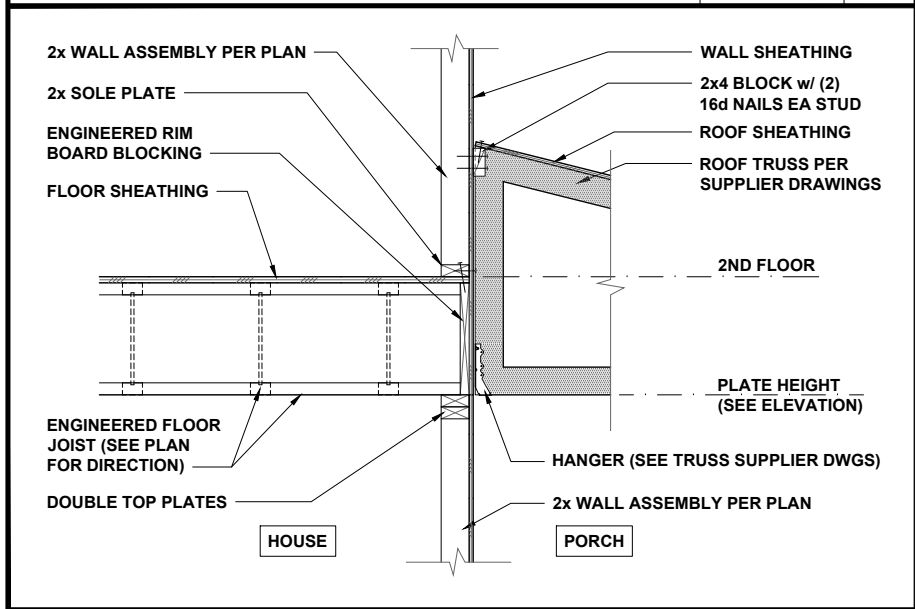 2x WALL ASSEMBLY PER PLAN
2x SOLE PLATE
ENGINEERED RIM
BOARD BLOCKING
FLOOR SHEATHING
ENGINEERED FLOOR
JOIST (SEE PLAN
FOR DIRECTION)
DOUBLE TOP PLATES
HOUSE
WALL SHEATHING
2x4 BLOCK w/ (2)
16d NAILS EA STUD
ROOF SHEATHING
ROOF TRUSS PER
SUPPLIER DRAWINGS
2ND FLOOR
PLATE HEIGHT
(SEE ELEVATION)
HANGER (SEE TRUSS SUPPLIER DWGS)
2x WALL ASSEMBLY PER PLAN
PORCH